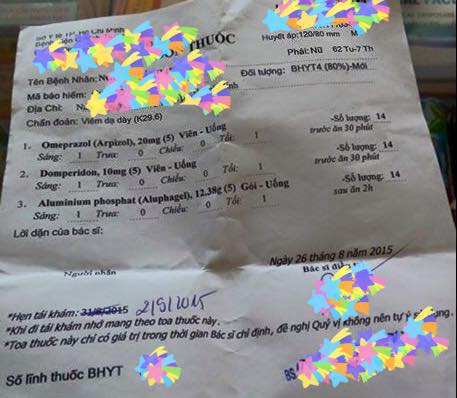 Sở Y tế TP. Hồ Chí Minh
Bệnh viện
THUỐC
Huyết áp:120/80 mm
Phái: Nữ 62 Tu-7 Th
Tên Bệnh Nhân:
Mã bảo hiểm:
Đối tượng: BHYT4 (80%)-Mới
Địa Chỉ:
Chẩn đoán: Viêm dạ dày (K29.6)
1. Omeprazol (Arpizol), 20mg (5) Viên - Uống -Số lượng: 14
Sáng: 1 Trưa: 0 Chiều: 0 Tối: 1 trước ăn 30 phút
2. Domperidon, 10mg (5) Viên - Uống -Số lượng: 14
Sáng: 1 Trưa: 0 Chiều: 0 Tối: 1 trước ăn 30 phút
3. Aluminium phosphat (Aluphagel), 12.38g (5) Gói - Uống -Số lượng: 14
Sáng: 1 Trưa: 0 Chiều: 0 Tối: 1 sau ăn 2h
Lời dặn của bác sĩ:
Ngày 26 tháng 8 năm 2015
Người nhận
Bác sĩ
*Hẹn tái khám: 31/8/2015 2/9/2015
*Khi đi tái khám nhớ mang theo toa thuốc này.
*Toa thuốc này chỉ có giá trị trong thời gian Bác sĩ chỉ định, đề nghị Quý vị không nên tự ý sử dụng.
Số lĩnh thuốc BHYT
BS